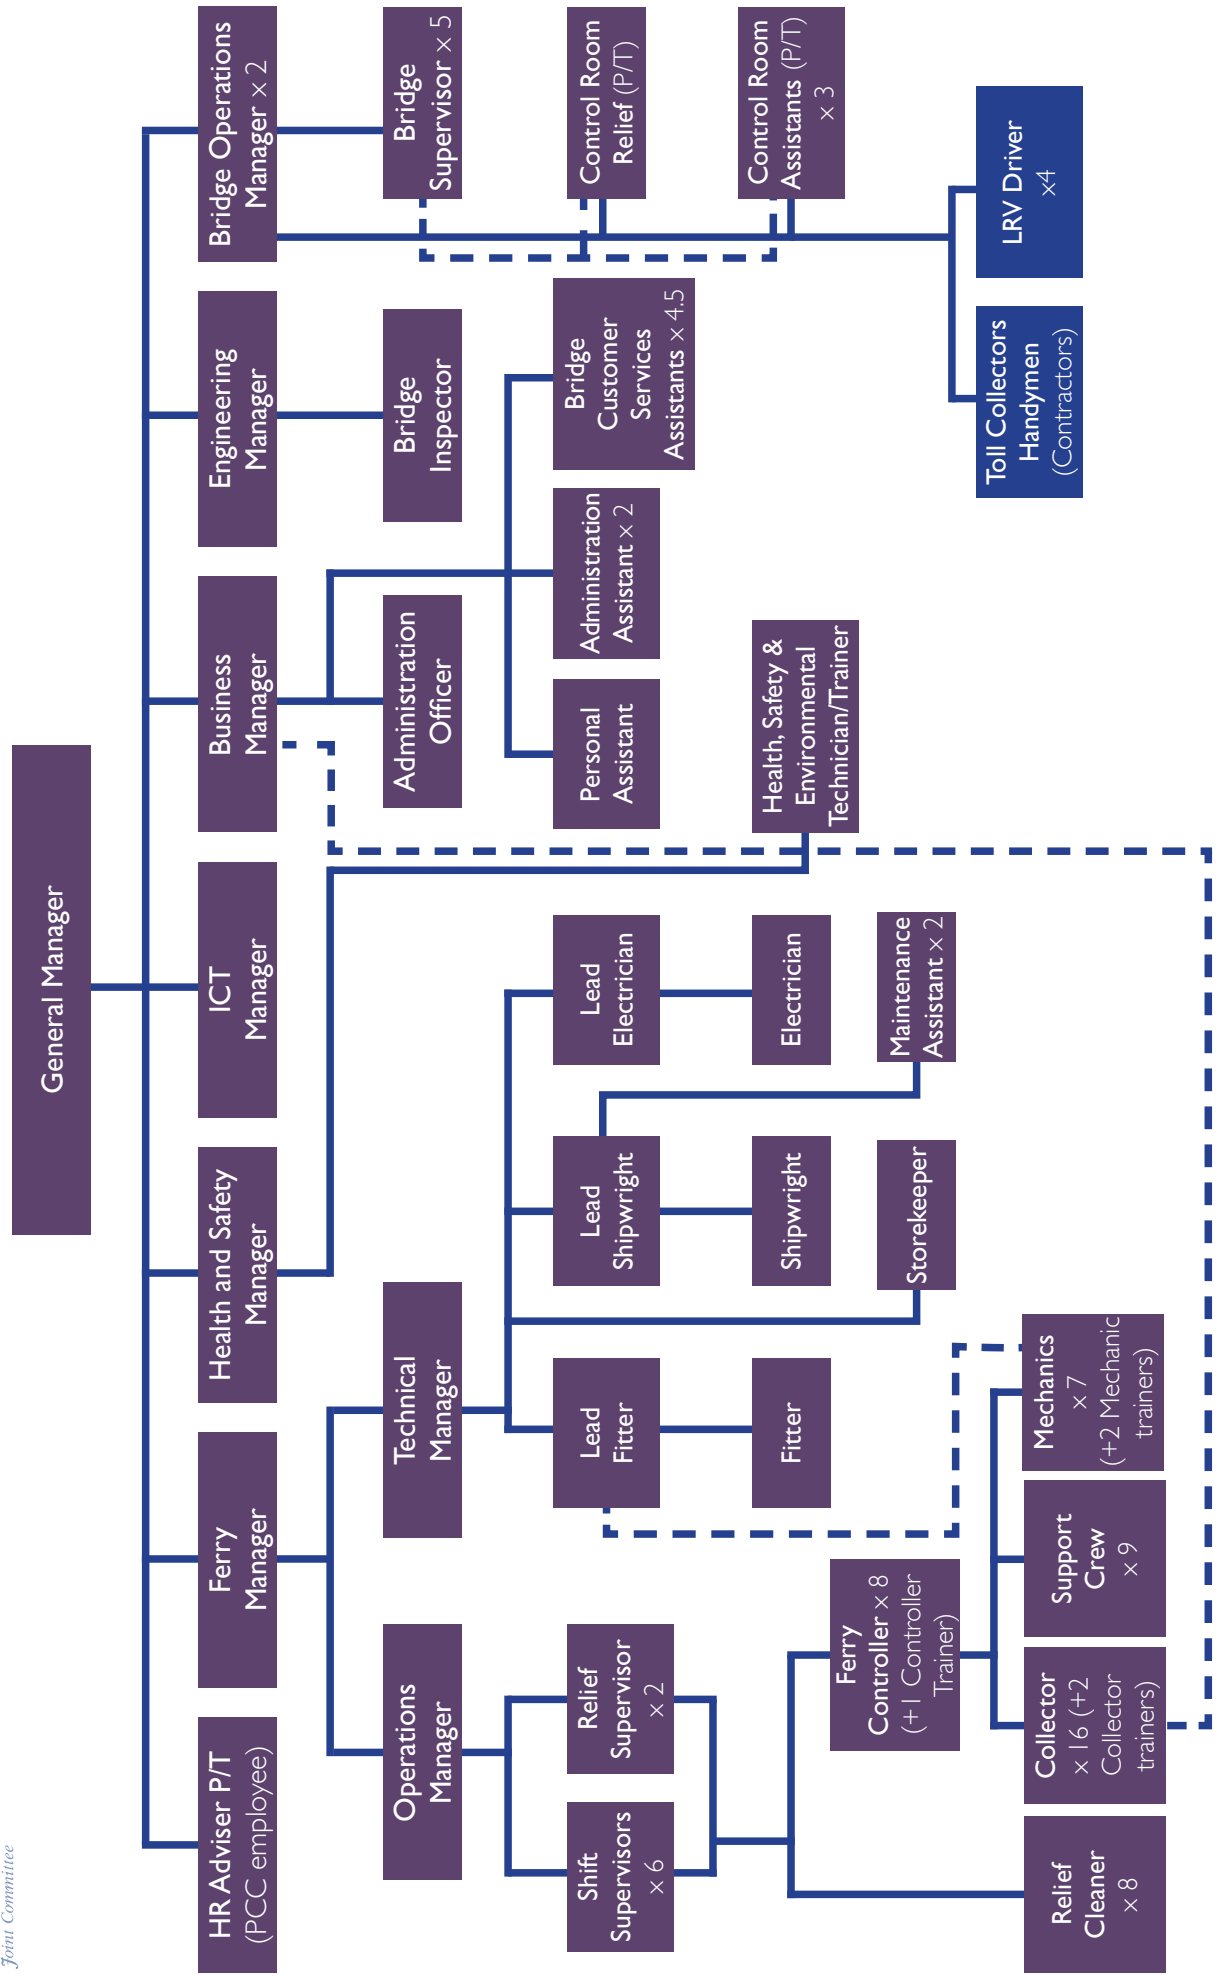 Joint Committee
General Manager
HR Adviser P/T
(PCC employee)
Ferry
Manager
Health and Safety
Manager
ICT
Manager
Business
Manager
Engineering
Manager
Bridge Operations
Manager × 2
Operations
Manager
Technical
Manager
Administration
Officer
Bridge
Inspector
Bridge
Supervisor × 5
Shift
Supervisors
× 6
Relief
Supervisor
× 2
Lead
Fitter
Lead
Shipwright
Lead
Electrician
Personal
Assistant
Administration
Assistant × 2
Bridge
Customer
Services
Assistants × 4.5
Control Room
Relief (P/T)
Fitter
Shipwright
Electrician
Health, Safety &
Environmental
Technician/Trainer
Control Room
Assistants (P/T)
× 3
Ferry
Controller × 8
(+1 Controller
Trainer)
Storekeeper
Maintenance
Assistant × 2
Relief
Cleaner
× 8
Collector
× 16 (+2
Collector
trainers)
Support
Crew
× 9
Mechanics
× 7
(+2 Mechanic
trainers)
Toll Collectors
Handymen
(Contractors)
LRV Driver
x4